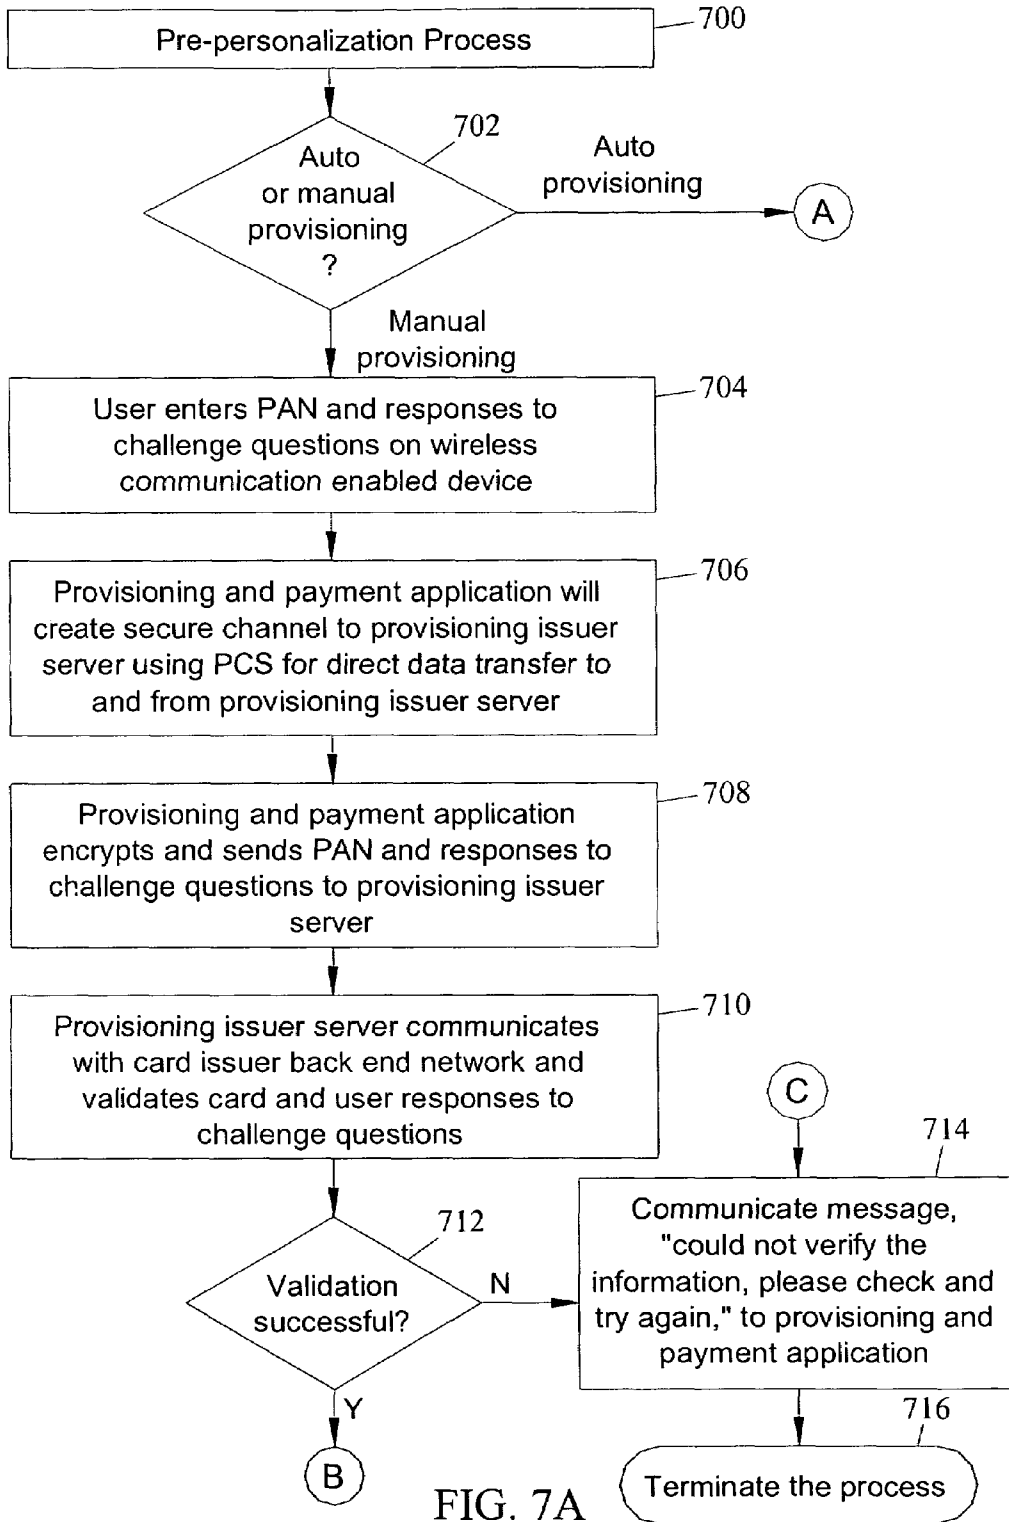 Pre-personalization Process
700
702
Auto
or manual
provisioning
?
Auto
provisioning
A
Manual
provisioning
704
User enters PAN and responses to
challenge questions on wireless
communication enabled device
706
Provisioning and payment application will
create secure channel to provisioning issuer
server using PCS for direct data transfer to
and from provisioning issuer server
708
Provisioning and payment application
encrypts and sends PAN and responses to
challenge questions to provisioning issuer
server
710
Provisioning issuer server communicates
with card issuer back end network and
validates card and user responses to
challenge questions
C
712
Validation
successful?
N
Y
B
714
Communicate message,
"could not verify the
information, please check and
try again," to provisioning and
payment application
716
Terminate the process
FIG. 7A